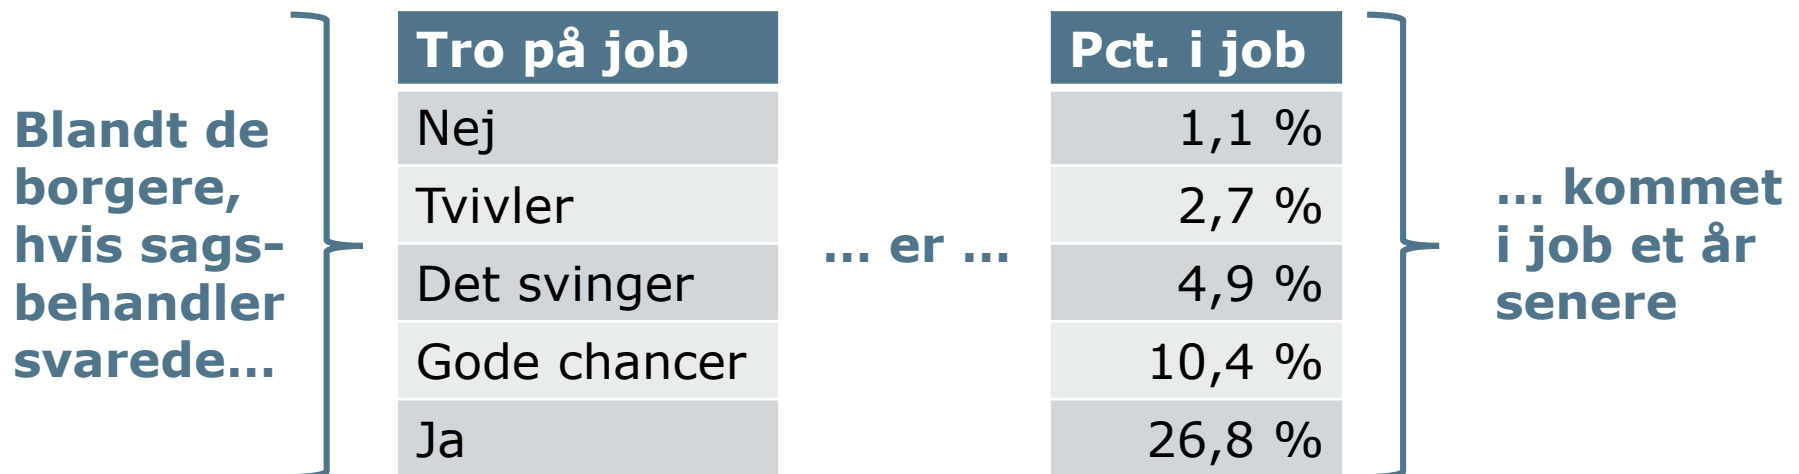 Blandt de
borgere,
hvis sags-
behandler
svarede...
Tro på job
Nej
Tvivler
Det svinger
Gode chancer
Ja
... er ...
Pct. i job
1,1 %
2,7 %
4,9 %
10,4 %
26,8 %
... kommet
i job et år
senere